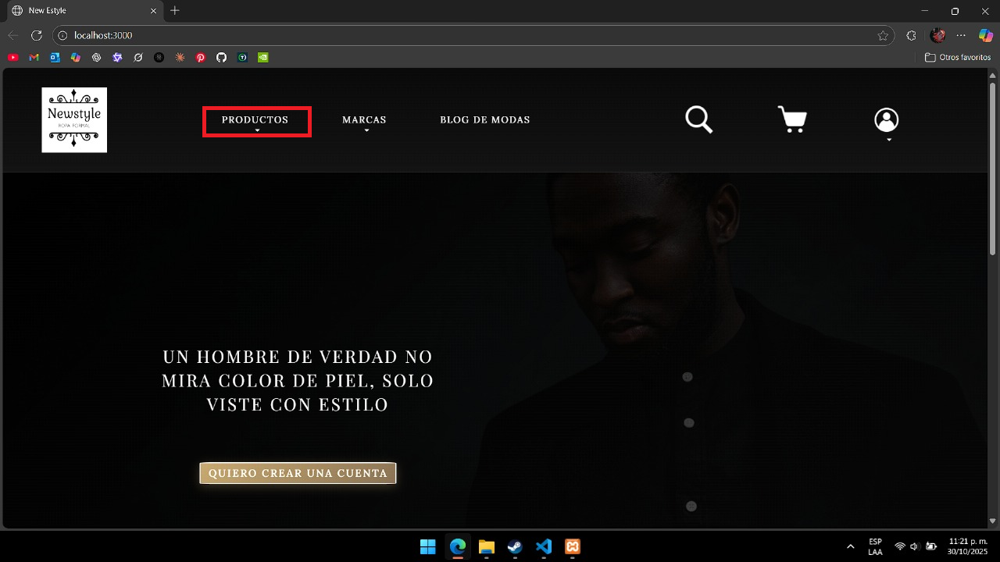 New Estyle
localhost:3000
Otros favoritos
Newstyle
ROPA FORMAL
PRODUCTOS
MARCAS
BLOG DE MODAS
UN HOMBRE DE VERDAD NO
MIRA COLOR DE PIEL, SOLO
VISTE CON ESTILO
QUIERO CREAR UNA CUENTA
ESP
LAA
11:21 p. m.
30/10/2025